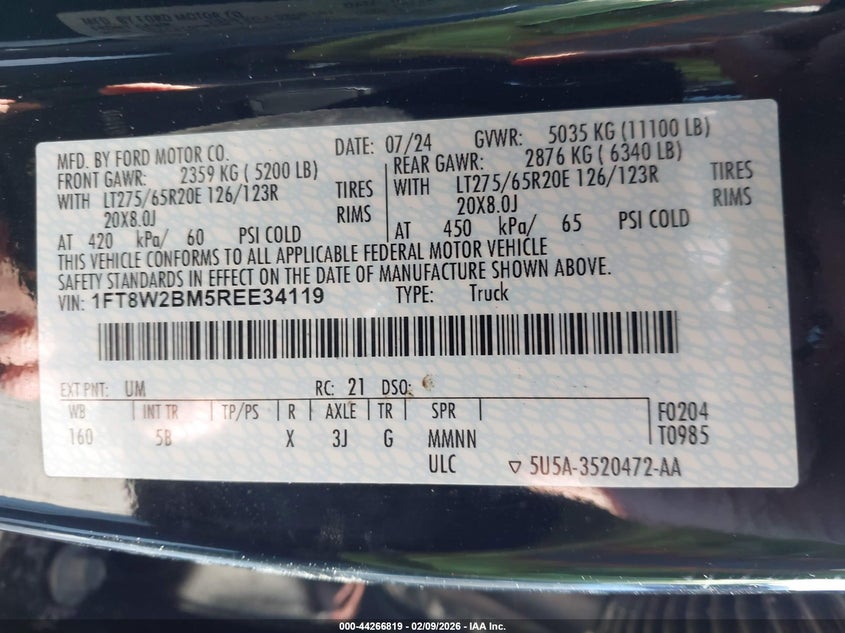 MFD. BY FORD MOTOR CO.
MFD. BY FORD MOTOR CO. DATE: 07/24 GVWR: 5035 KG (11100 LB)
FRONT GAWR: 2359 KG ( 5200 LB) REAR GAWR: 2876 KG ( 6340 LB)
WITH LT275/65R20E 126/123R TIRES WITH LT275/65R20E 126/123R TIRES
20X8.0J RIMS 20X8.0J RIMS
AT 420 kPa/ 60 PSI COLD AT 450 kPa/ 65 PSI COLD
THIS VEHICLE CONFORMS TO ALL APPLICABLE FEDERAL MOTOR VEHICLE
SAFETY STANDARDS IN EFFECT ON THE DATE OF MANUFACTURE SHOWN ABOVE.
VIN: 1FT8W2BM5REE34119 TYPE: Truck
EXT PNT: UM RC: 21 DSO:
WB INT TR TP/PS R AXLE TR SPR F0204
160 5B X 3J G MMNN T0985
ULC ▽ 5U5A-3520472-AA
000-44266819 - 02/09/2026 - IAA Inc.